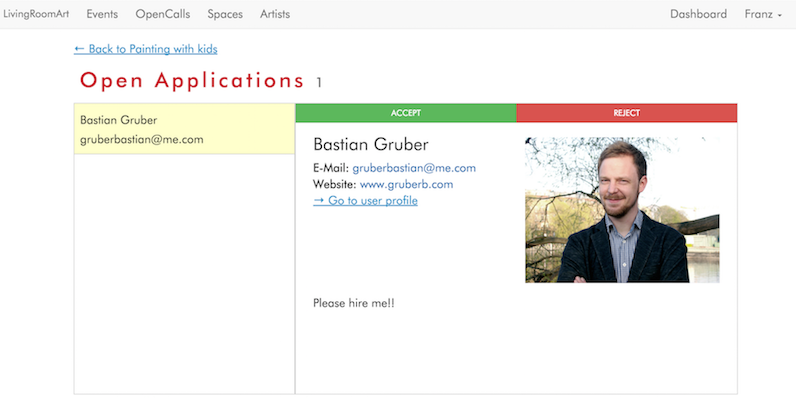 LivingRoomArt Events OpenCalls Spaces Artists Dashboard Franz
← Back to Painting with kids
Open Applications 1
Bastian Gruber
gruberbastian@me.com
ACCEPT REJECT
Bastian Gruber
E-Mail: gruberbastian@me.com
Website: www.gruberb.com
→ Go to user profile
Please hire me!!